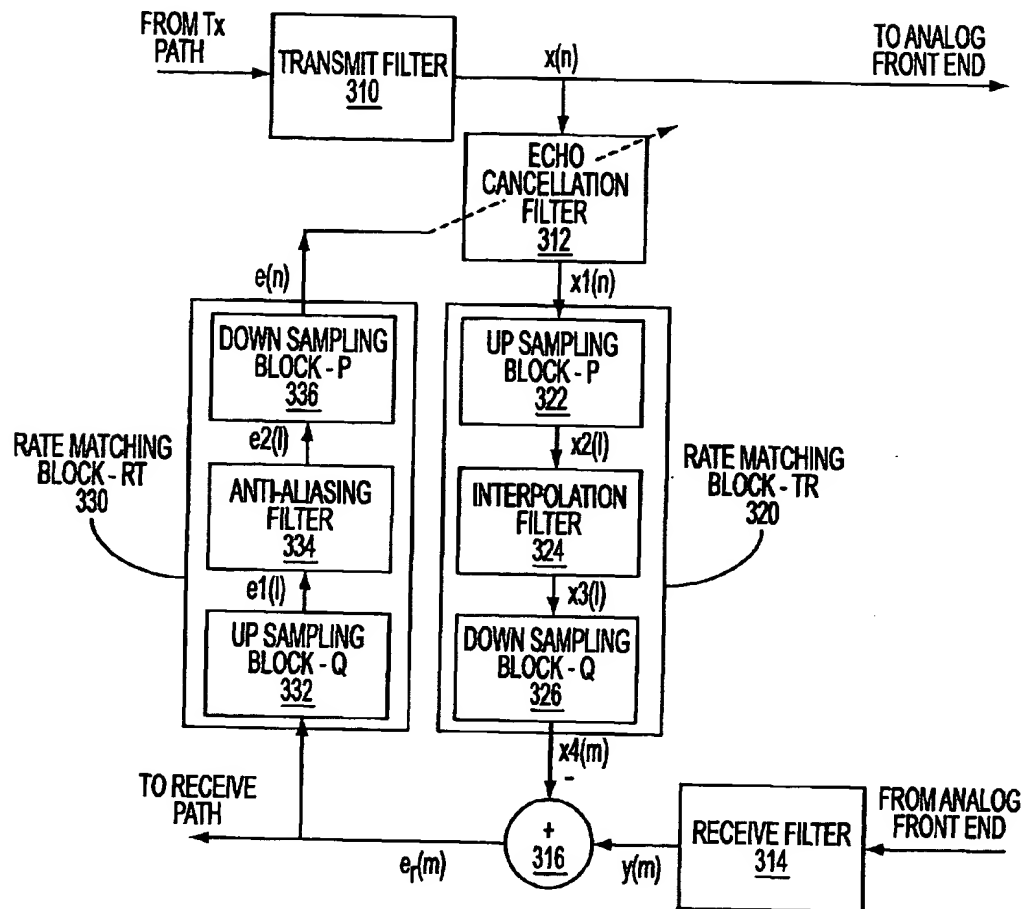 FROM Tx
PATH
TRANSMIT FILTER
310
x(n)
TO ANALOG
FRONT END
ECHO
CANCELLATION
FILTER
312
e(n)
x1(n)
DOWN SAMPLING
BLOCK - P
336
UP SAMPLING
BLOCK - P
322
e2(l)
x2(l)
RATE MATCHING
BLOCK - RT
330
ANTI-ALIASING
FILTER
334
INTERPOLATION
FILTER
324
RATE MATCHING
BLOCK - TR
320
e1(l)
x3(l)
UP SAMPLING
BLOCK - Q
332
DOWN SAMPLING
BLOCK - Q
326
x4(m)
-
TO RECEIVE
PATH
+
316
RECEIVE FILTER
314
FROM ANALOG
FRONT END
er(m)
y(m)